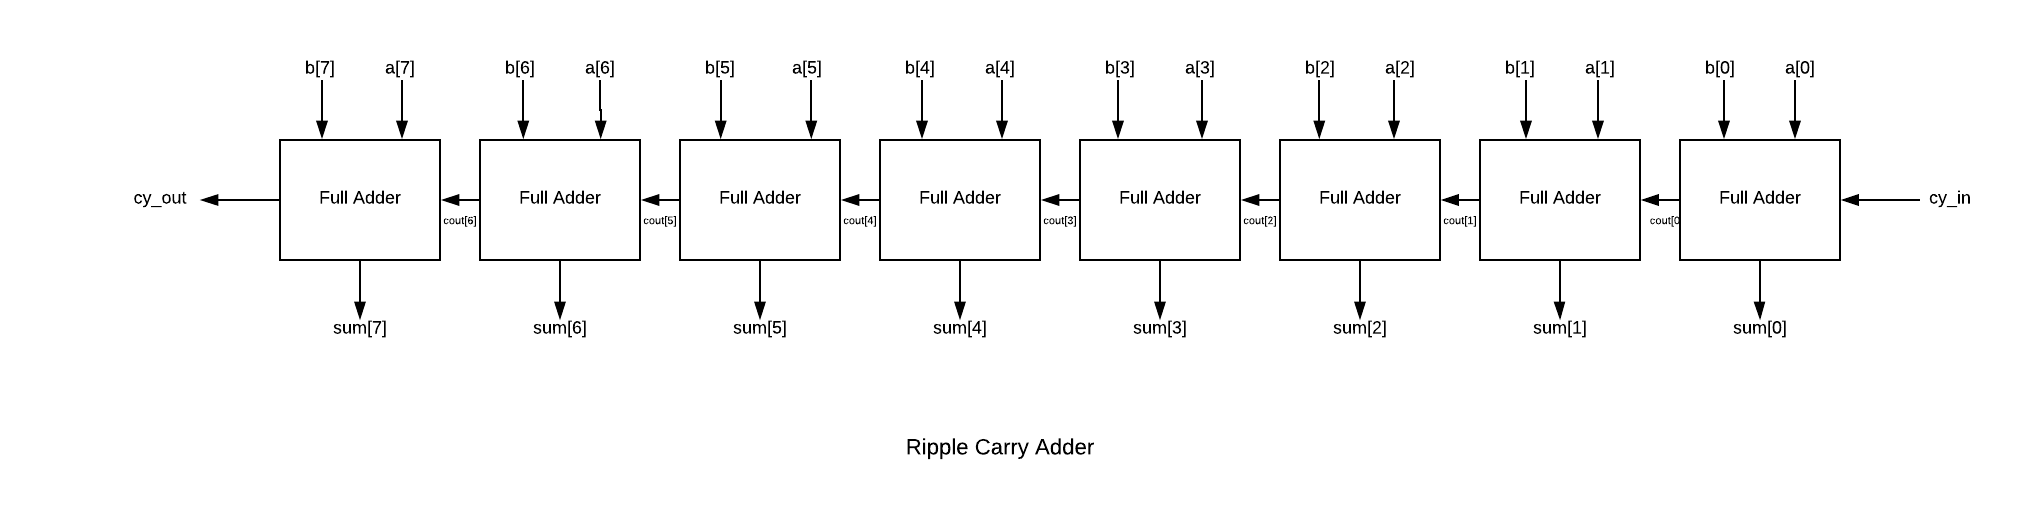 b[7] a[7] b[6] a[6] b[5] a[5] b[4] a[4] b[3] a[3] b[2] a[2] b[1] a[1] b[0] a[0]
cy_out Full Adder Full Adder Full Adder Full Adder Full Adder Full Adder Full Adder Full Adder cy_in
cout[6] cout[5] cout[4] cout[3] cout[2] cout[1] cout[0
sum[7] sum[6] sum[5] sum[4] sum[3] sum[2] sum[1] sum[0]
Ripple Carry Adder